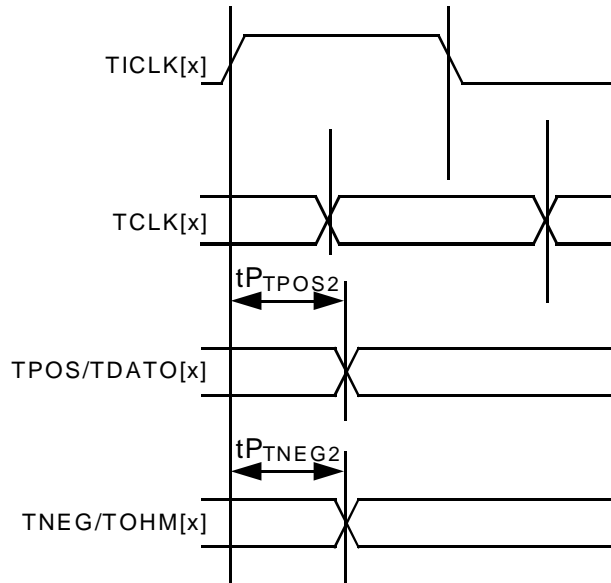 TICLK[x]
TCLK[x]
tPTPOS2
TPOS/TDATO[x]
tPTNEG2
TNEG/TOHM[x]